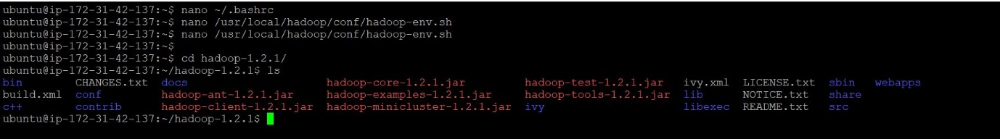 ubuntu@ip-172-31-42-137:~$ nano ~/.bashrc
ubuntu@ip-172-31-42-137:~$ nano /usr/local/hadoop/conf/hadoop-env.sh
ubuntu@ip-172-31-42-137:~$ nano /usr/local/hadoop/conf/hadoop-env.sh
ubuntu@ip-172-31-42-137:~$
ubuntu@ip-172-31-42-137:~$ cd hadoop-1.2.1/
ubuntu@ip-172-31-42-137:~/hadoop-1.2.1$ ls
bin CHANGES.txt docs hadoop-core-1.2.1.jar hadoop-test-1.2.1.jar ivy.xml LICENSE.txt sbin webapps
build.xml conf hadoop-ant-1.2.1.jar hadoop-examples-1.2.1.jar hadoop-tools-1.2.1.jar lib NOTICE.txt share
c++ contrib hadoop-client-1.2.1.jar hadoop-minicluster-1.2.1.jar ivy libexec README.txt src
ubuntu@ip-172-31-42-137:~/hadoop-1.2.1$